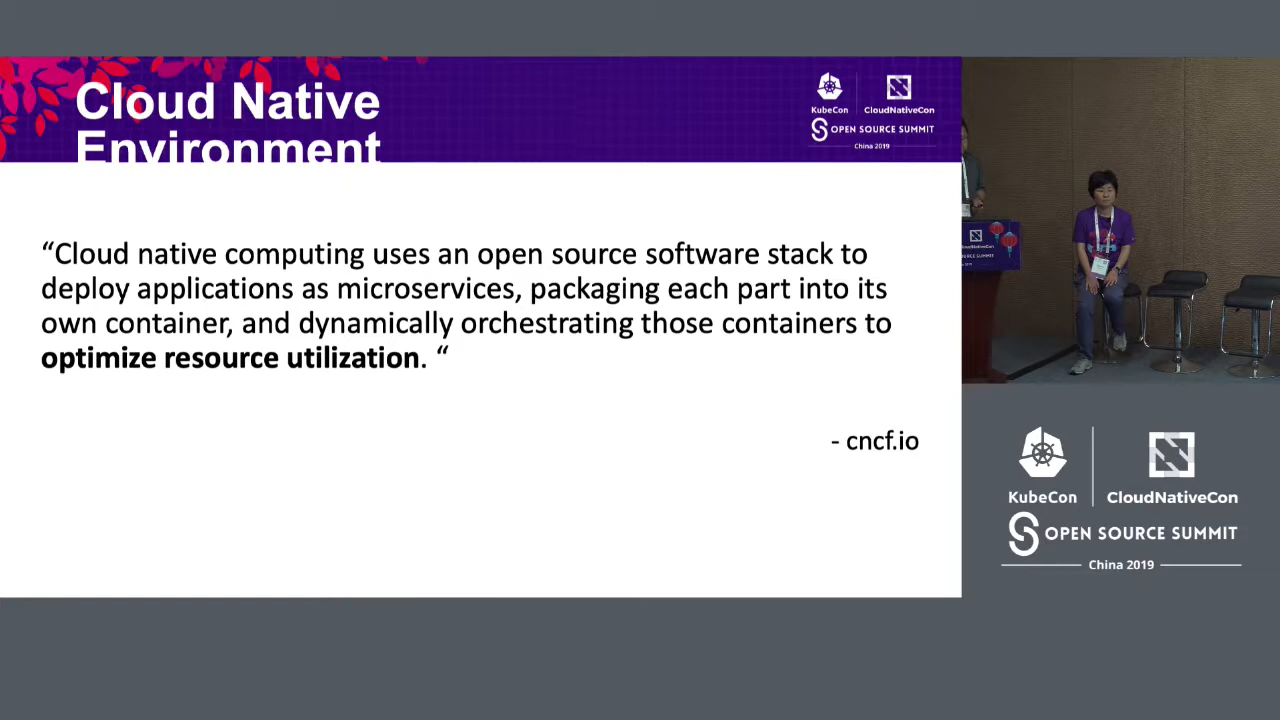 Cloud Native
Environment
KubeCon
CloudNativeCon
OPEN SOURCE SUMMIT
China 2019
“Cloud native computing uses an open source software stack to
deploy applications as microservices, packaging each part into its
own container, and dynamically orchestrating those containers to
optimize resource utilization. “
- cncf.io
CloudNativeCon
KubeCon
CloudNativeCon
OPEN SOURCE SUMMIT
China 2019